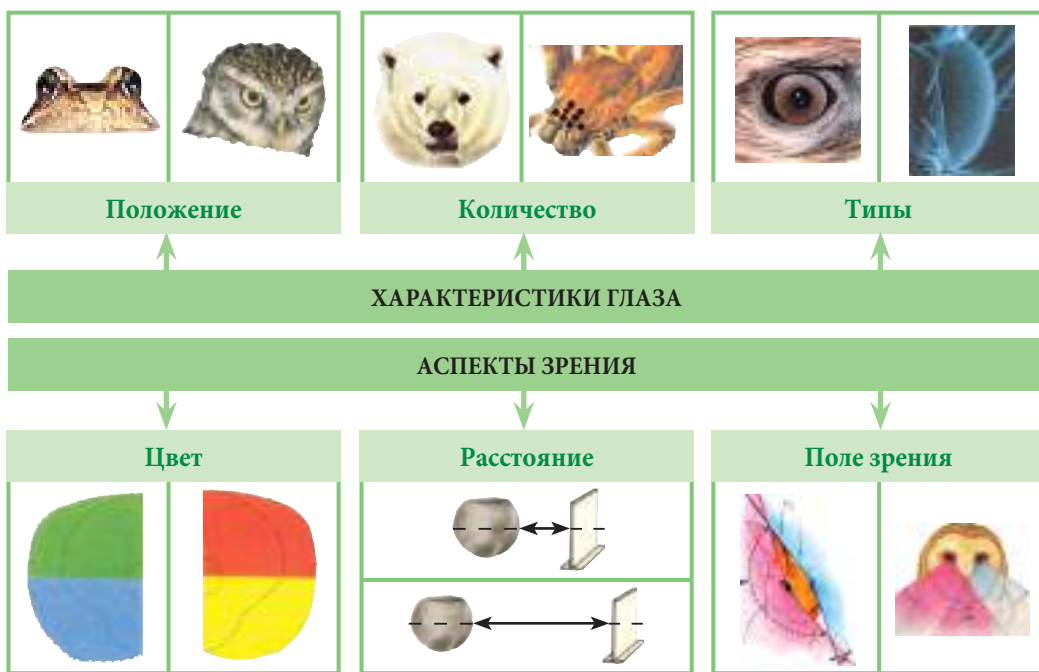 Положение
Количество
Типы
ХАРАКТЕРИСТИКИ ГЛАЗА
АСПЕКТЫ ЗРЕНИЯ
Цвет
Расстояние
Поле зрения